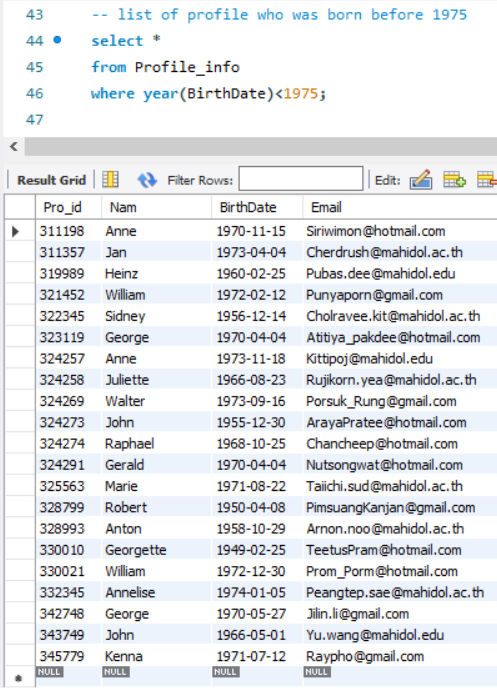 43 -- list of profile who was born before 1975
44 select *
45 from Profile_info
46 where year(BirthDate)<1975;
47
Result Grid Filter Rows: Edit:
Pro_id Nam BirthDate Email
311198 Anne 1970-11-15 Siriwimon@hotmail.com
311357 Jan 1973-04-04 Cherdrush@mahidol.ac.th
319989 Heinz 1960-02-25 Pubas.dee@mahidol.edu
321452 William 1972-02-12 Punyaporn@gmail.com
322345 Sidney 1956-12-14 Cholravee.kit@mahidol.ac.th
323119 George 1970-04-04 Atitiya_pakdee@hotmail.com
324257 Anne 1973-11-18 Kittipoj@mahidol.edu
324258 Juliette 1966-08-23 Rujikorn.yea@mahidol.ac.th
324269 Walter 1973-09-16 Porsuk_Rung@gmail.com
324273 John 1955-12-30 ArayaPratee@hotmail.com
324274 Raphael 1968-10-25 Chancheep@hotmail.com
324291 Gerald 1970-04-04 Nutsongwat@hotmail.com
325563 Marie 1971-08-22 Taiichi.sud@mahidol.ac.th
328799 Robert 1950-04-08 PimsuangKanjan@gmail.com
328993 Anton 1958-10-29 Arnon.noo@mahidol.ac.th
330010 Georgette 1949-02-25 TeetusPram@hotmail.com
330021 William 1972-12-30 Prom_Porm@hotmail.com
332345 Annelise 1974-01-05 Peangtep.sae@mahidol.ac.th
342748 George 1970-05-27 Jilin.li@gmail.com
343749 John 1966-05-01 Yu.wang@mahidol.edu
345779 Kenna 1971-07-12 Raypho@gmail.com
NULL NULL NULL NULL